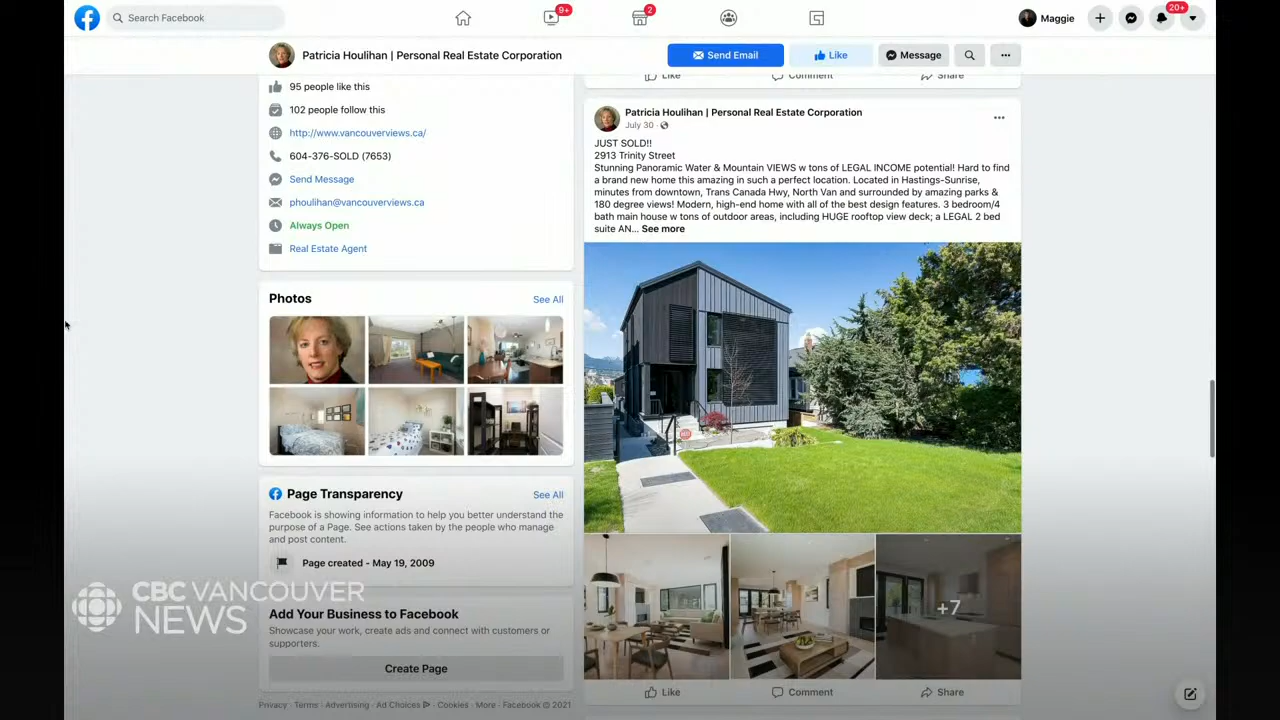 Search Facebook
9+
2
Maggie
20+
Patricia Houlihan | Personal Real Estate Corporation
Send Email
Like
Message
95 people like this
102 people follow this
http://www.vancouverviews.ca/
604-376-SOLD (7653)
Send Message
phoulihan@vancouverviews.ca
Always Open
Real Estate Agent
Photos
See All
Page Transparency
See All
Facebook is showing information to help you better understand the
purpose of a Page. See actions taken by the people who manage
and post content.
Page created - May 19, 2009
Add Your Business to Facebook
Showcase your work, create ads and connect with customers or
supporters.
Create Page
Privacy · Terms · Advertising · Ad Choices · Cookies · More · Facebook © 2021
Like
Comment
Share
Patricia Houlihan | Personal Real Estate Corporation
July 30 ·
JUST SOLD!!
2913 Trinity Street
Stunning Panoramic Water & Mountain VIEWS w tons of LEGAL INCOME potential! Hard to find
a brand new home this amazing in such a perfect location. Located in Hastings-Sunrise,
minutes from downtown, Trans Canada Hwy, North Van and surrounded by amazing parks &
180 degree views! Modern, high-end home with all of the best design features. 3 bedroom/4
bath main house w tons of outdoor areas, including HUGE rooftop view deck; a LEGAL 2 bed
suite AN... See more
+7
Like
Comment
Share
CBC VANCOUVER
NEWS